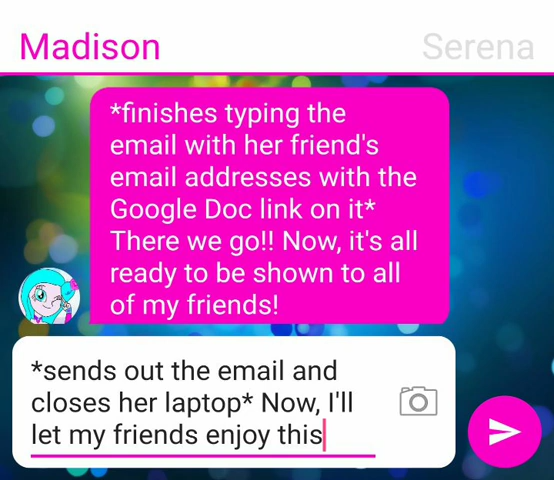 Madison
Serena
*finishes typing the
email with her friend's
email addresses with the
Google Doc link on it*
There we go!! Now, it's all
ready to be shown to all
of my friends!
*sends out the email and
closes her laptop* Now, I'll
let my friends enjoy this